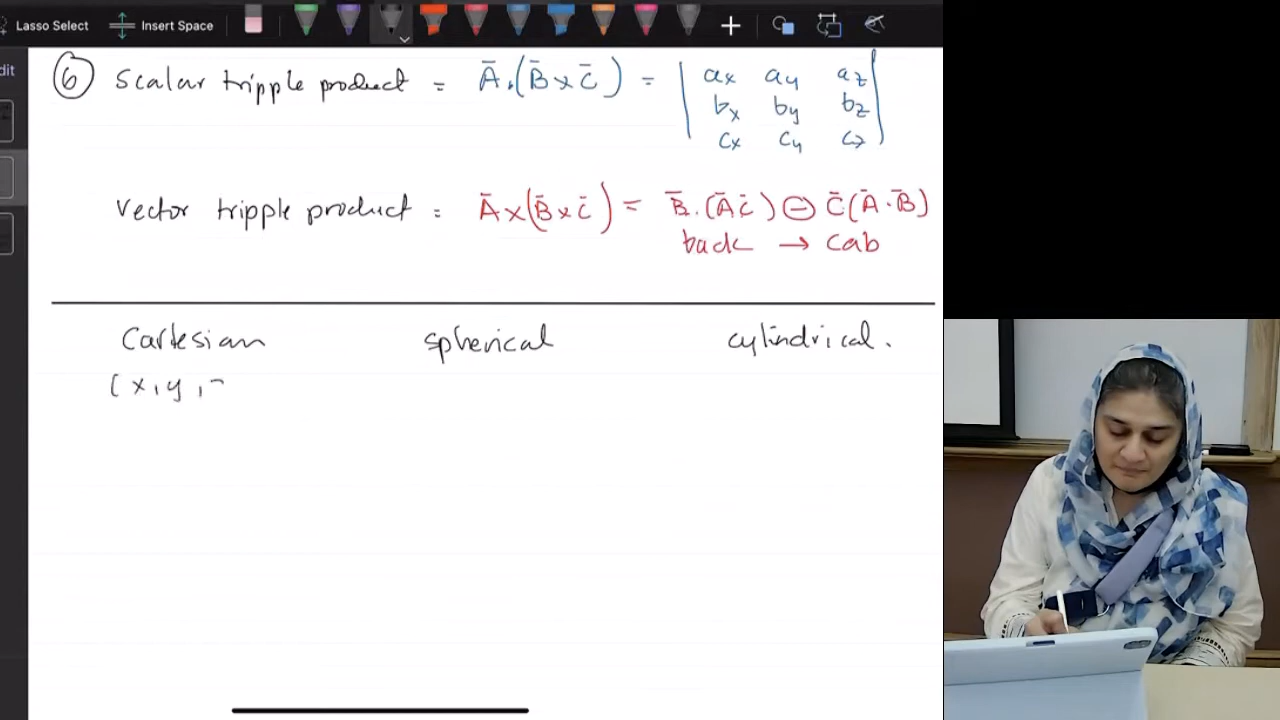 Lasso Select Insert Space
dit
6 Scalar tripple product = Ā.(B̄×C̄) = | ax ay az
bx by bz
cx cy cz |
Vector tripple product = Ā×(B̄×C̄) = B̄.(ĀC̄) ⊖ C̄(Ā.B̄)
back → cab
Cartesian spherical cylindrical.
( x, y,